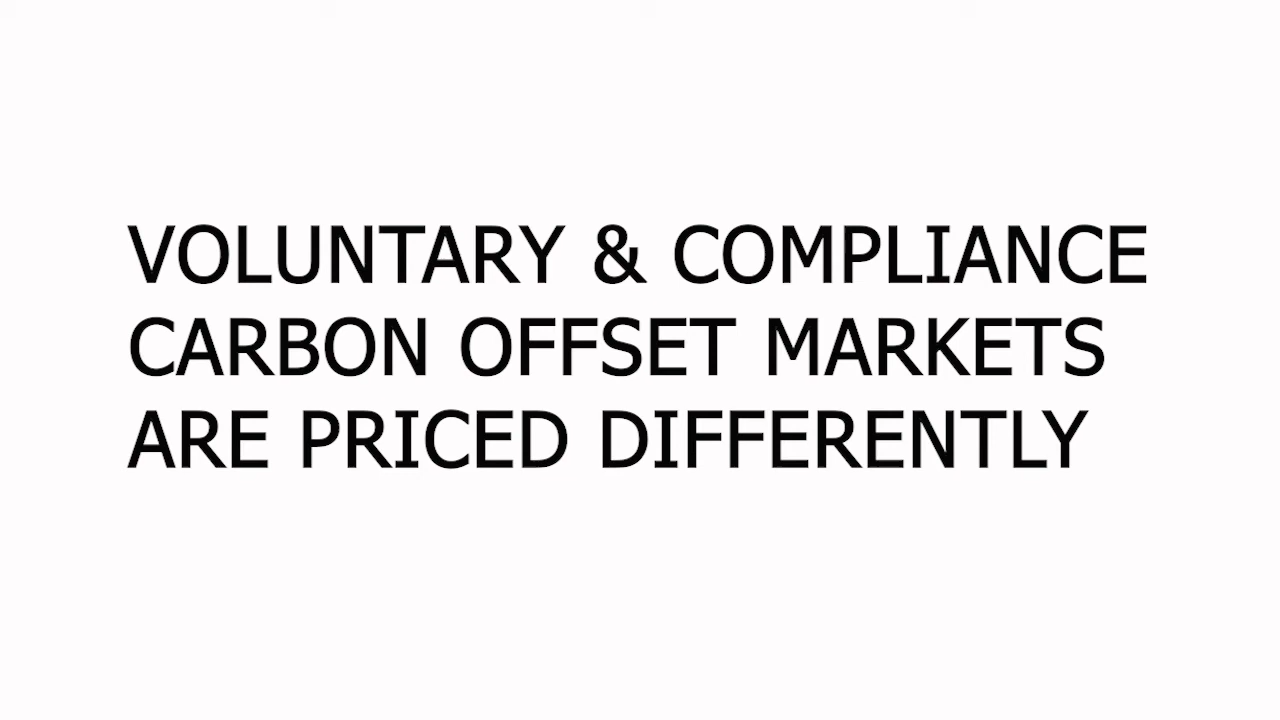 VOLUNTARY & COMPLIANCE
CARBON OFFSET MARKETS
ARE PRICED DIFFERENTLY